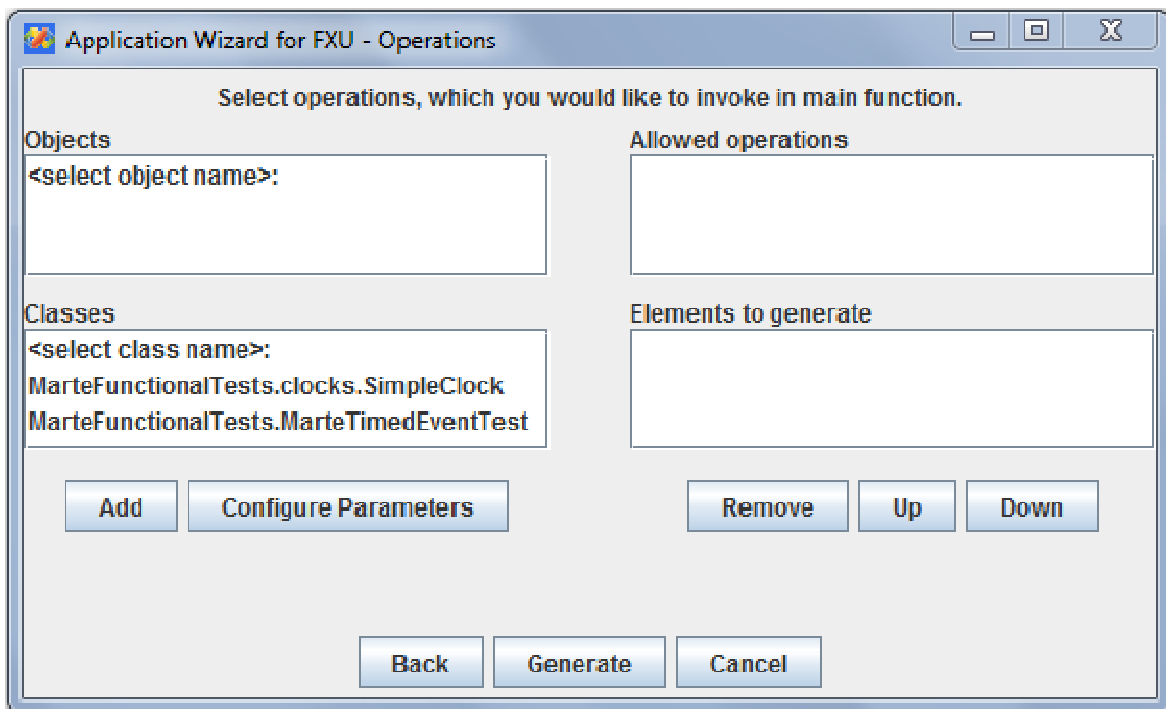 Application Wizard for FXU - Operations
Select operations, which you would like to invoke in main function.
Objects
Allowed operations
<select object name>:
Classes
Elements to generate
<select class name>:
MarteFunctionalTests.clocks.SimpleClock
MarteFunctionalTests.MarteTimedEventTest
Add
Configure Parameters
Remove
Up
Down
Back
Generate
Cancel